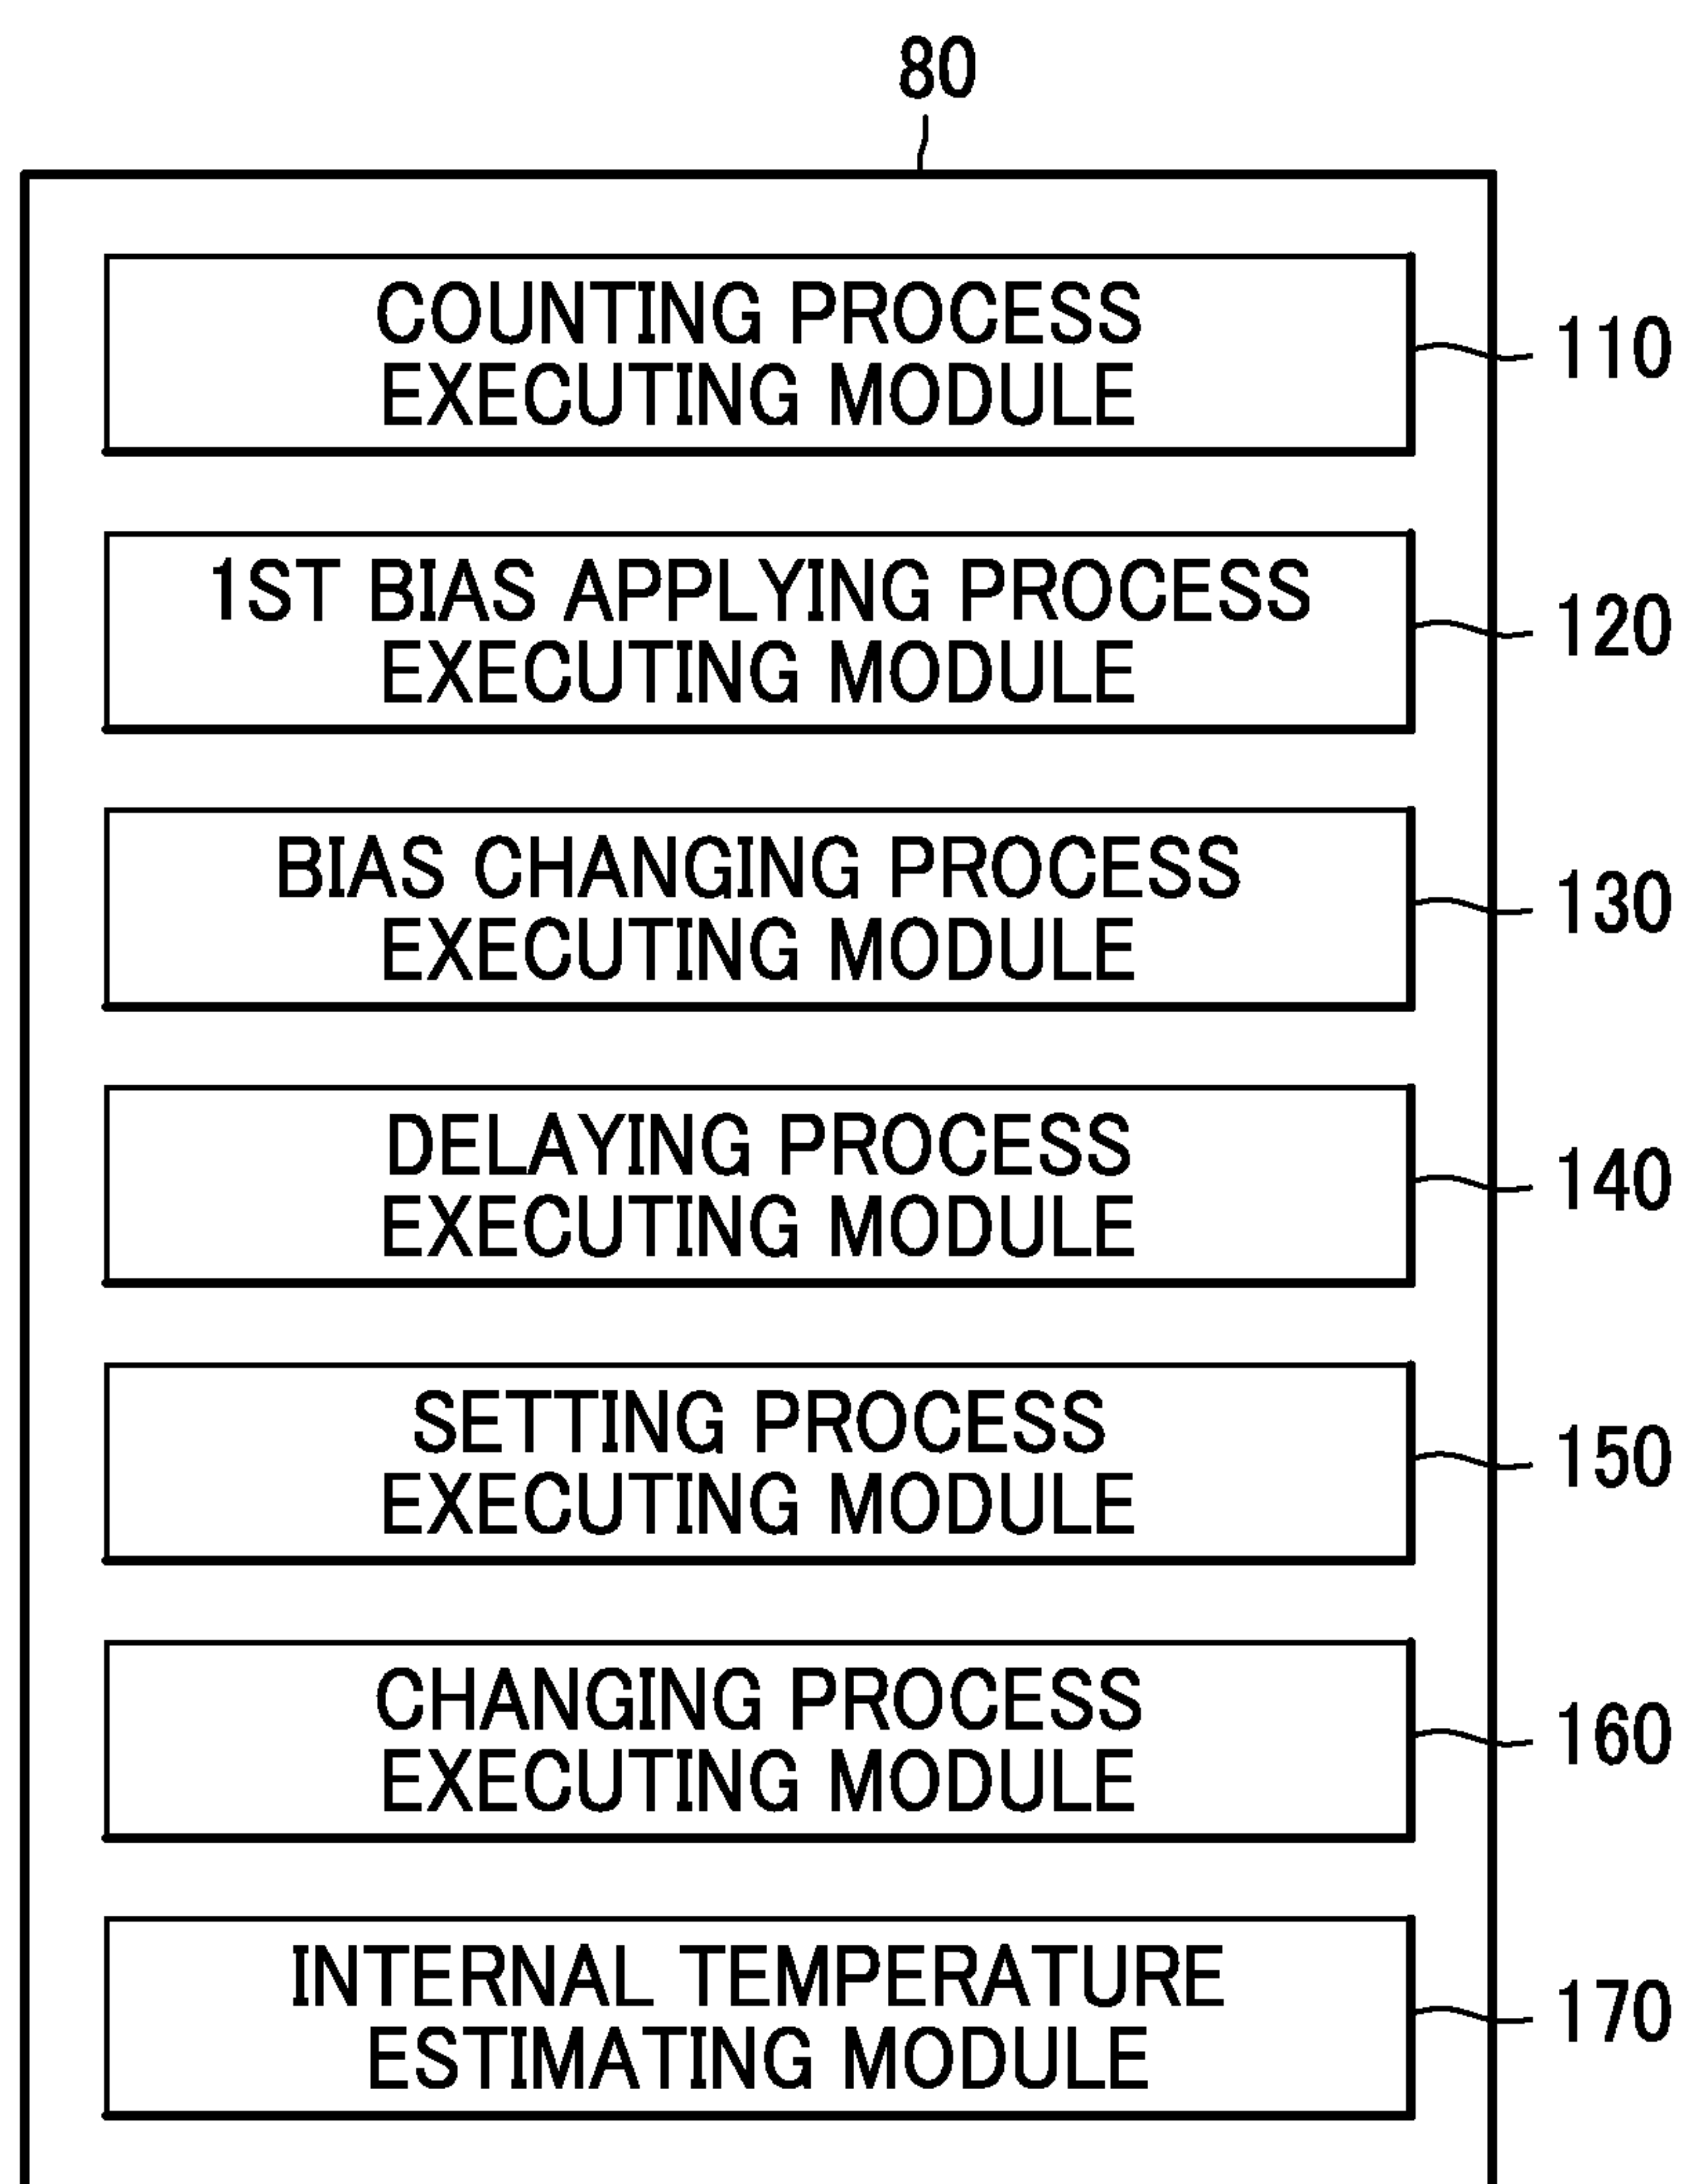 80
COUNTING PROCESS
EXECUTING MODULE
110
1ST BIAS APPLYING PROCESS
EXECUTING MODULE
120
BIAS CHANGING PROCESS
EXECUTING MODULE
130
DELAYING PROCESS
EXECUTING MODULE
140
SETTING PROCESS
EXECUTING MODULE
150
CHANGING PROCESS
EXECUTING MODULE
160
INTERNAL TEMPERATURE
ESTIMATING MODULE
170